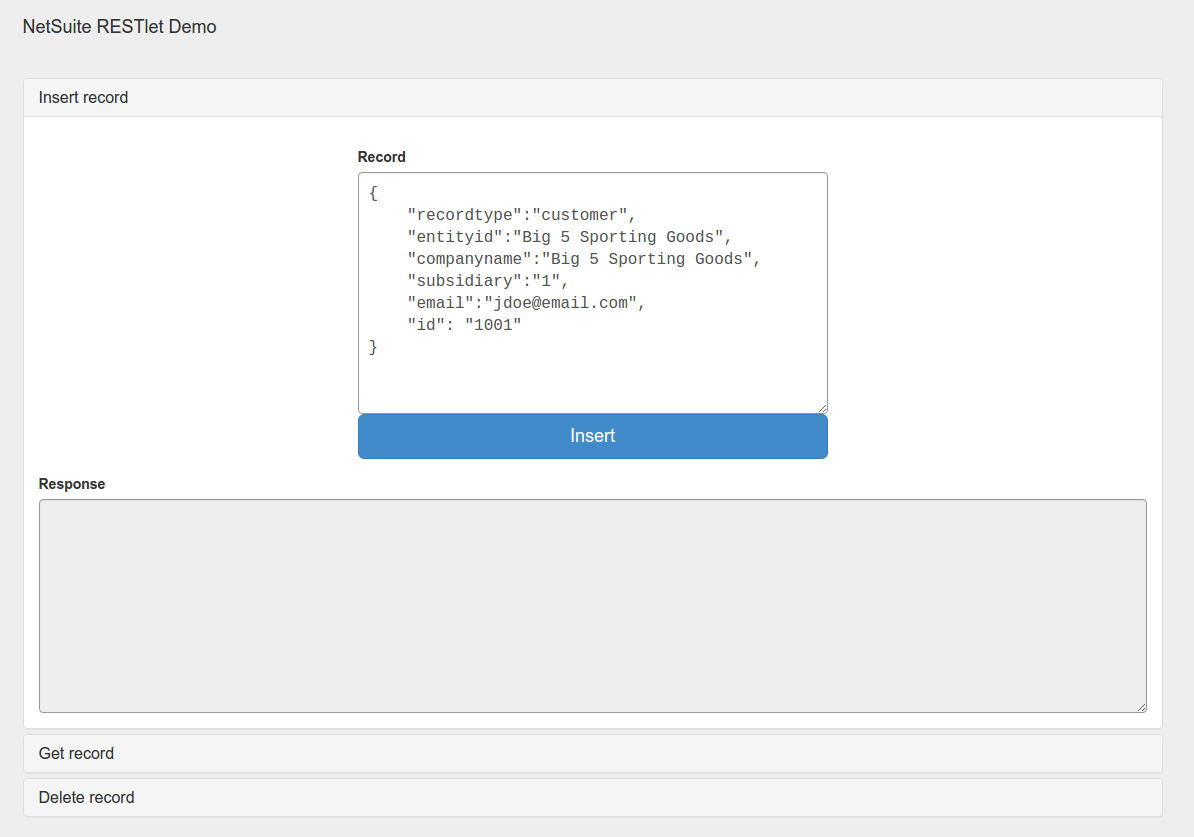 NetSuite RESTlet Demo
Insert record
Record
{
    "recordtype":"customer",
    "entityid":"Big 5 Sporting Goods",
    "companyname":"Big 5 Sporting Goods",
    "subsidiary":"1",
    "email":"jdoe@email.com",
    "id": "1001"
}
Insert
Response
Get record
Delete record